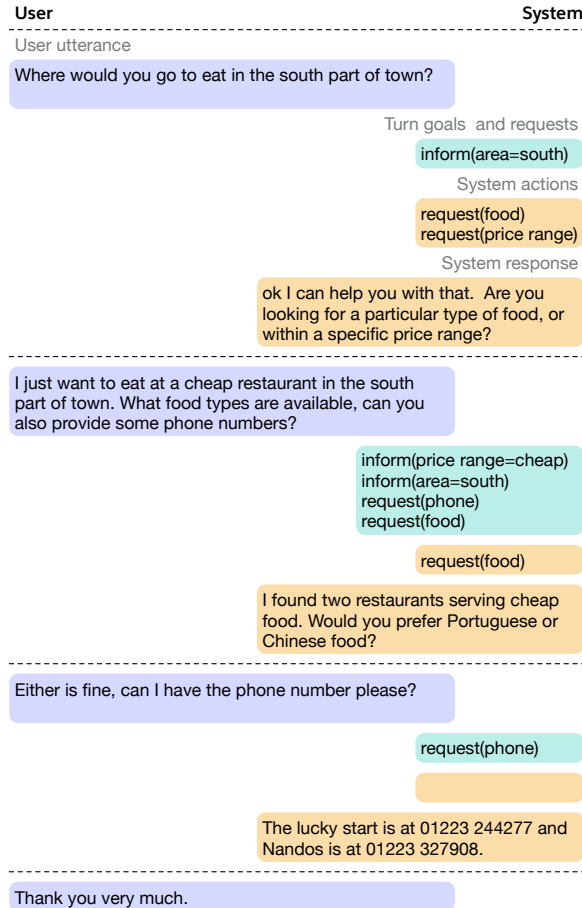 User System
User utterance
Where would you go to eat in the south part of town?
Turn goals and requests
inform(area=south)
System actions
request(food)
request(price range)
System response
ok I can help you with that.  Are you
looking for a particular type of food, or
within a specific price range?
I just want to eat at a cheap restaurant in the south
part of town. What food types are available, can you
also provide some phone numbers?
inform(price range=cheap)
inform(area=south)
request(phone)
request(food)
request(food)
I found two restaurants serving cheap
food. Would you prefer Portuguese or
Chinese food?
Either is fine, can I have the phone number please?
request(phone)
The lucky start is at 01223 244277 and
Nandos is at 01223 327908.
Thank you very much.